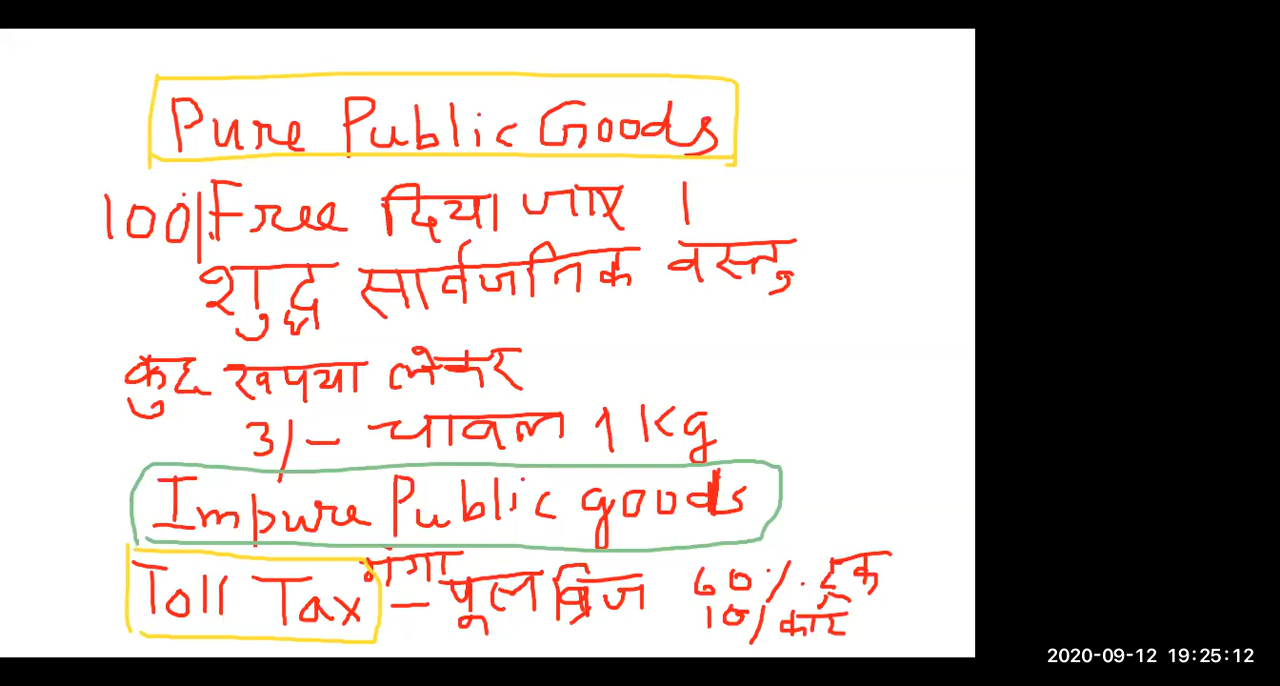 Pure Public Goods
100% Free दिया जाए ।
शुद्ध सार्वजनिक वस्तु
कुछ रुपया लेकर
3/- चावल 1 Kg
Impure Public goods
Toll Tax - गंगा पूल ब्रिज 60% ट्रक
10% कार
2020-09-12 19:25:12